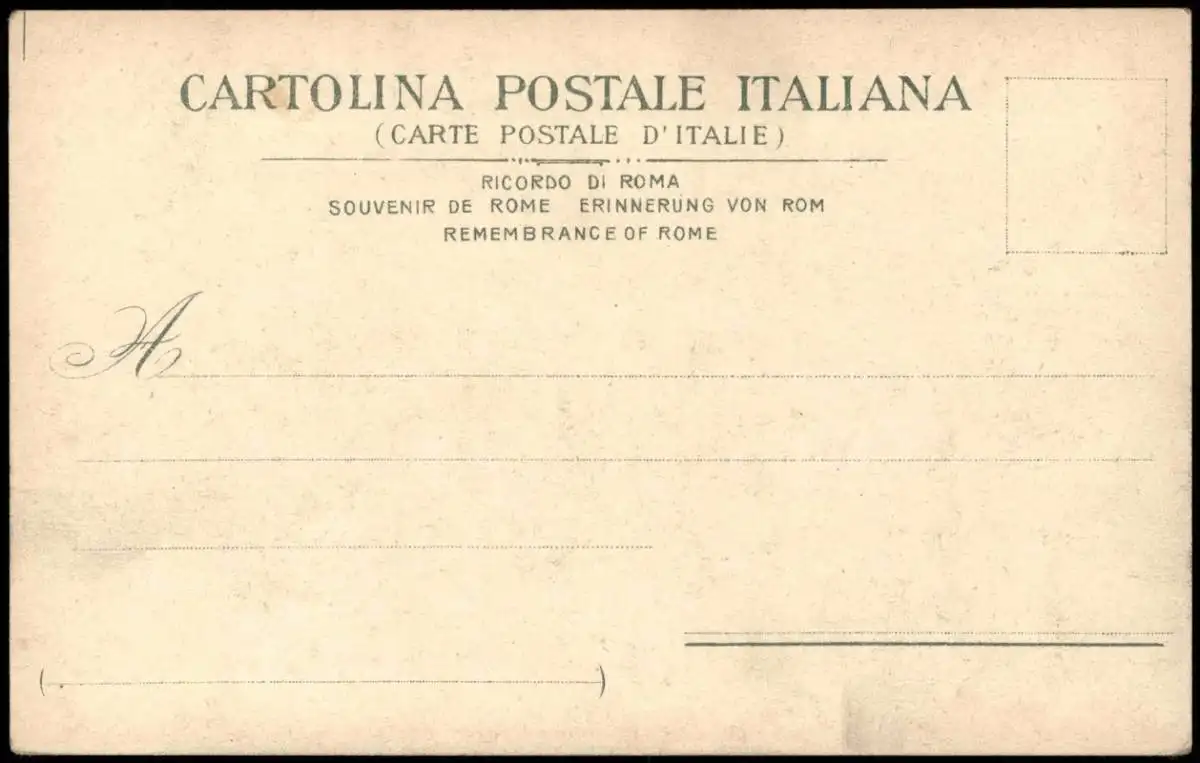 CARTOLINA POSTALE ITALIANA
(CARTE POSTALE D'ITALIE)
RICORDO DI ROMA
SOUVENIR DE ROME ERINNERUNG VON ROM
REMEMBRANCE OF ROME
A
( )